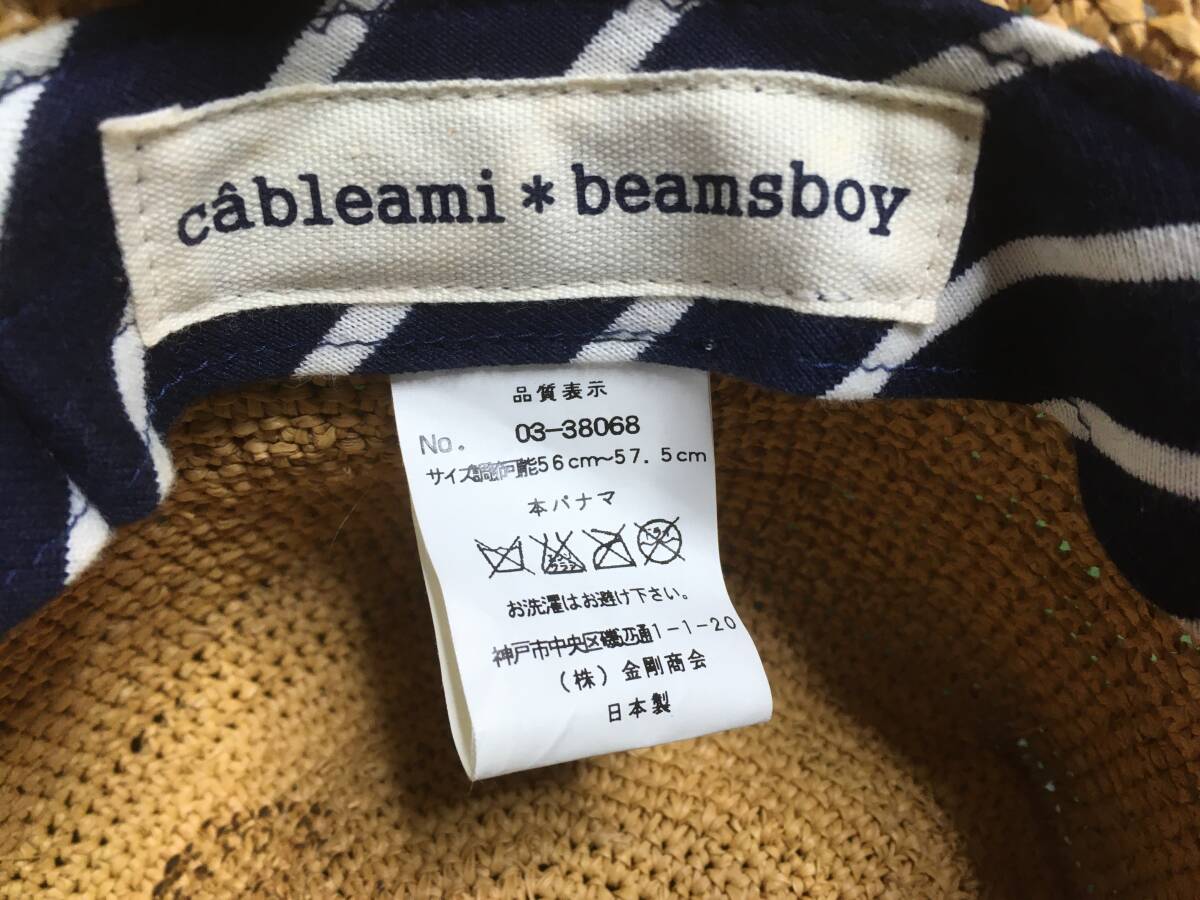 câbleami*beamsboy
品質表示
No. 03-38068
サイズ調節可能56cm～57.5cm
本パナマ
お洗濯はお避け下さい。
神戸市中央区磯辺通1-1-20
(株)金剛商会
日本製